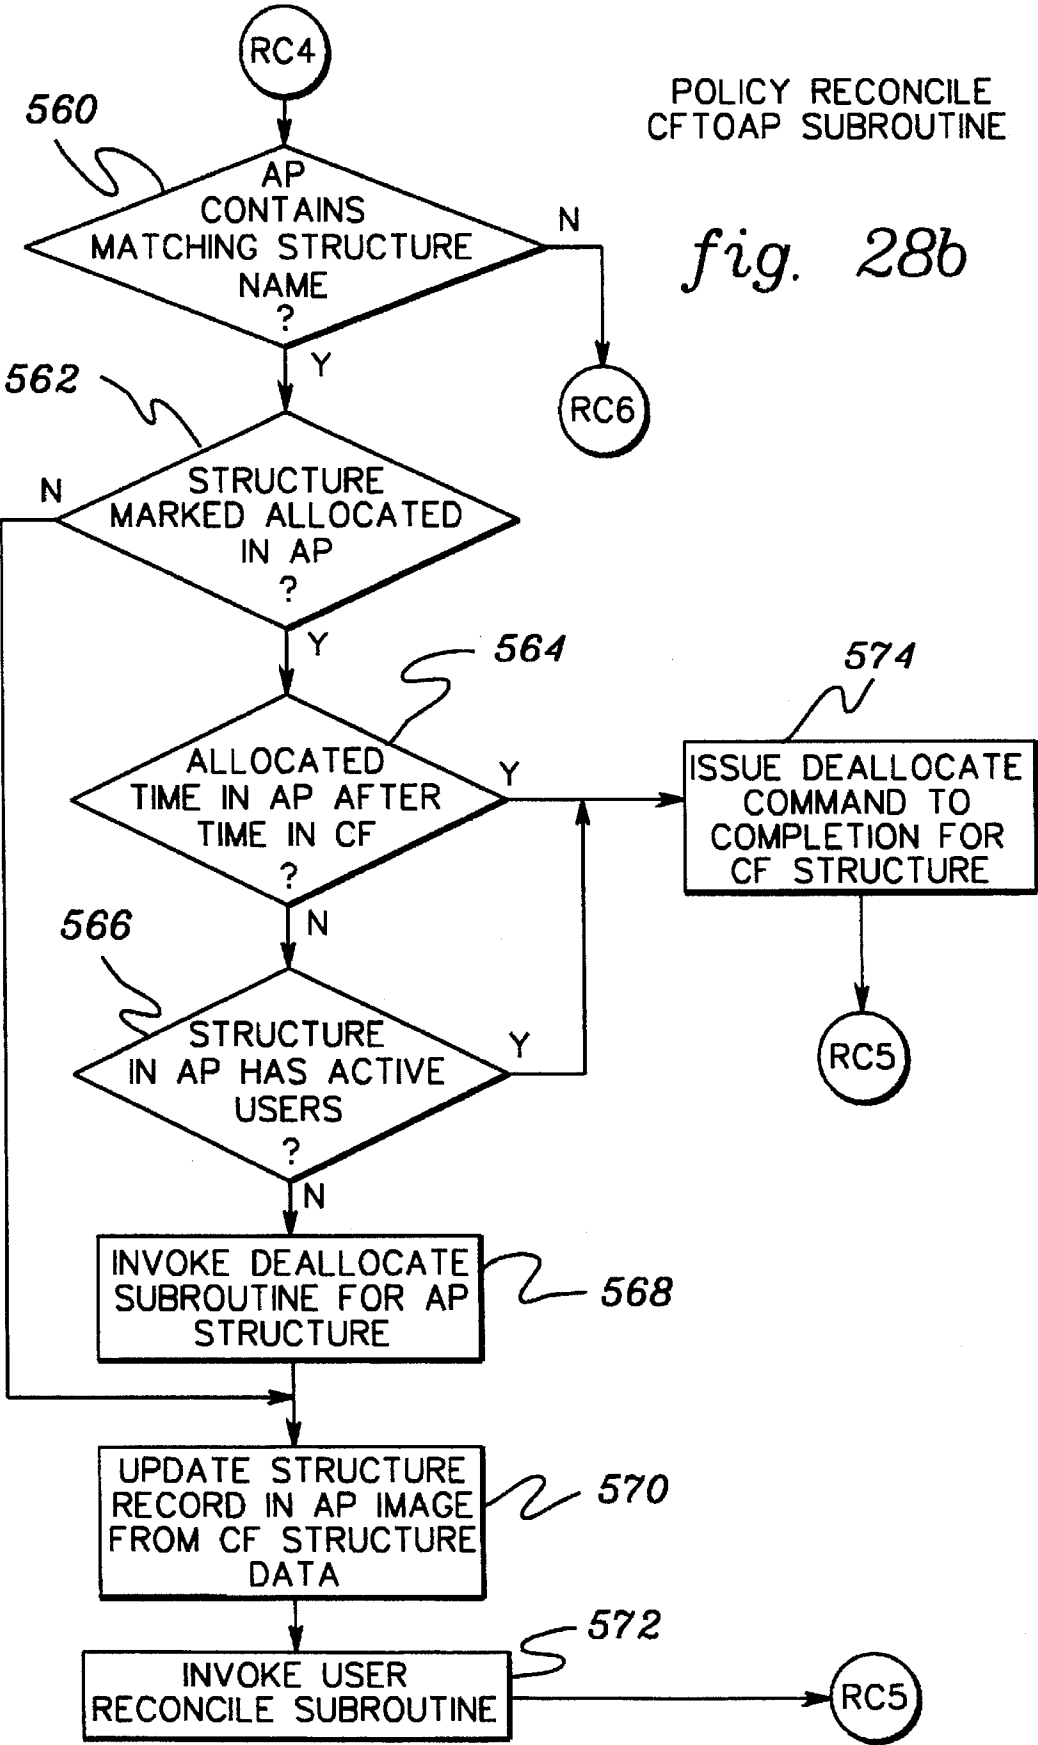 RC4
POLICY RECONCILE
CFTOAP SUBROUTINE
fig. 28b
560
AP
CONTAINS
MATCHING STRUCTURE
NAME
?
N
Y
RC6
562
STRUCTURE
MARKED ALLOCATED
IN AP
?
N
Y
564
ALLOCATED
TIME IN AP AFTER
TIME IN CF
?
Y
N
574
ISSUE DEALLOCATE
COMMAND TO
COMPLETION FOR
CF STRUCTURE
RC5
566
STRUCTURE
IN AP HAS ACTIVE
USERS
?
Y
N
INVOKE DEALLOCATE
SUBROUTINE FOR AP
STRUCTURE
568
UPDATE STRUCTURE
RECORD IN AP IMAGE
FROM CF STRUCTURE
DATA
570
INVOKE USER
RECONCILE SUBROUTINE
572
RC5